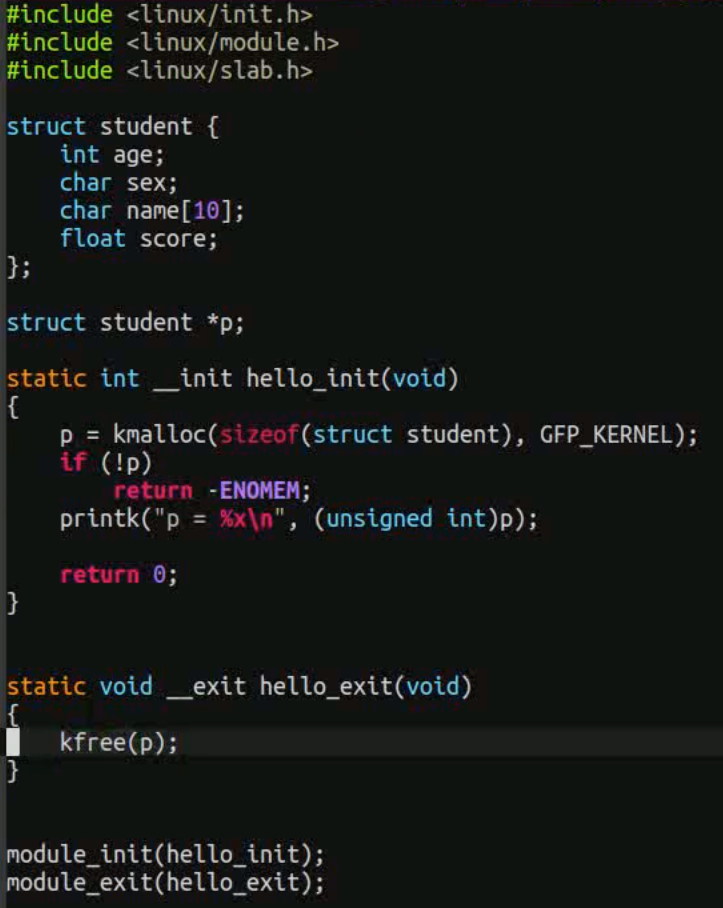 #include <linux/init.h>
#include <linux/module.h>
#include <linux/slab.h>

struct student {
    int age;
    char sex;
    char name[10];
    float score;
};

struct student *p;

static int __init hello_init(void)
{
    p = kmalloc(sizeof(struct student), GFP_KERNEL);
    if (!p)
        return -ENOMEM;
    printk("p = %x\n", (unsigned int)p);

    return 0;
}


static void __exit hello_exit(void)
{
    kfree(p);
}


module_init(hello_init);
module_exit(hello_exit);